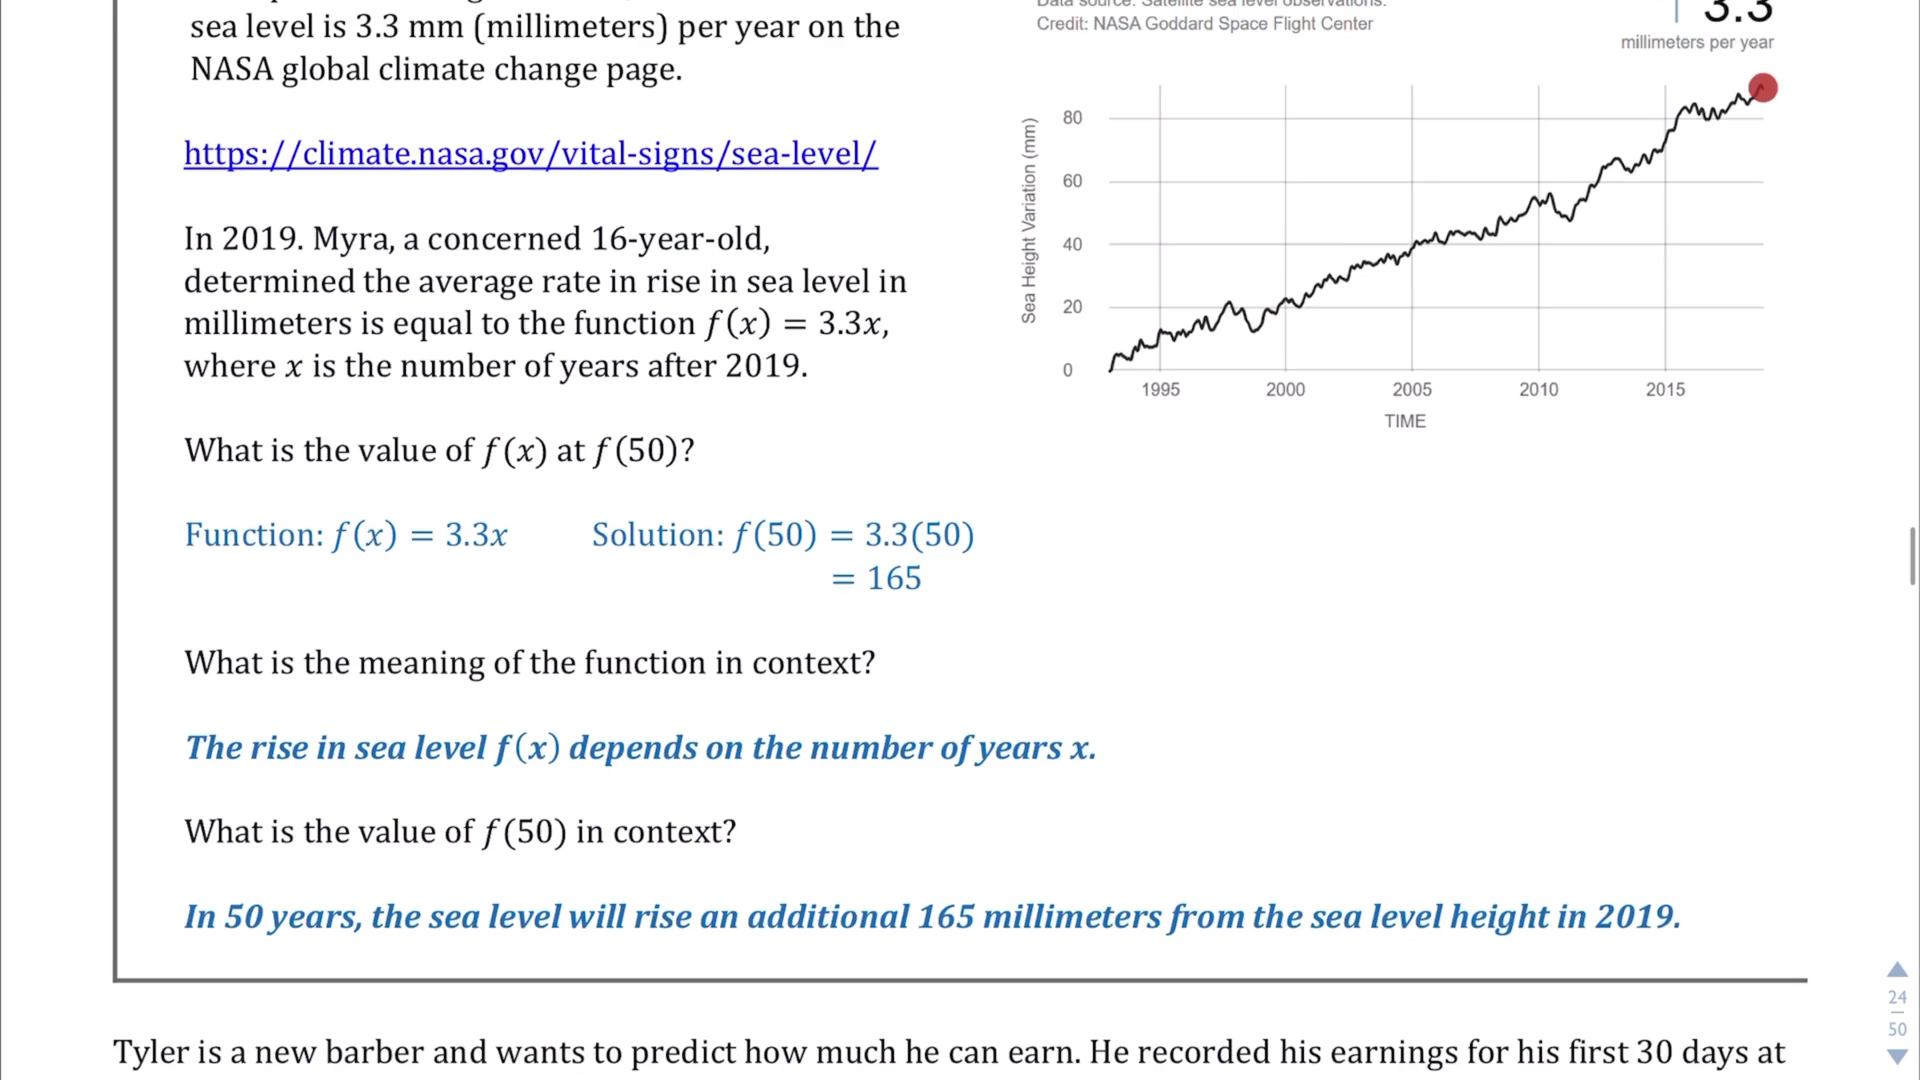 sea level is 3.3 mm (millimeters) per year on the
NASA global climate change page.
https://climate.nasa.gov/vital-signs/sea-level/
In 2019. Myra, a concerned 16-year-old,
determined the average rate in rise in sea level in
millimeters is equal to the function f(x) = 3.3x,
where x is the number of years after 2019.
What is the value of f(x) at f(50)?
Function: f(x) = 3.3x Solution: f(50) = 3.3(50)
= 165
What is the meaning of the function in context?
The rise in sea level f(x) depends on the number of years x.
What is the value of f(50) in context?
In 50 years, the sea level will rise an additional 165 millimeters from the sea level height in 2019.
Data source: Satellite sea level observations.
Credit: NASA Goddard Space Flight Center
3.3
millimeters per year
Sea Height Variation (mm)
80
60
40
20
0
1995 2000 2005 2010 2015
TIME
Tyler is a new barber and wants to predict how much he can earn. He recorded his earnings for his first 30 days at
24
50